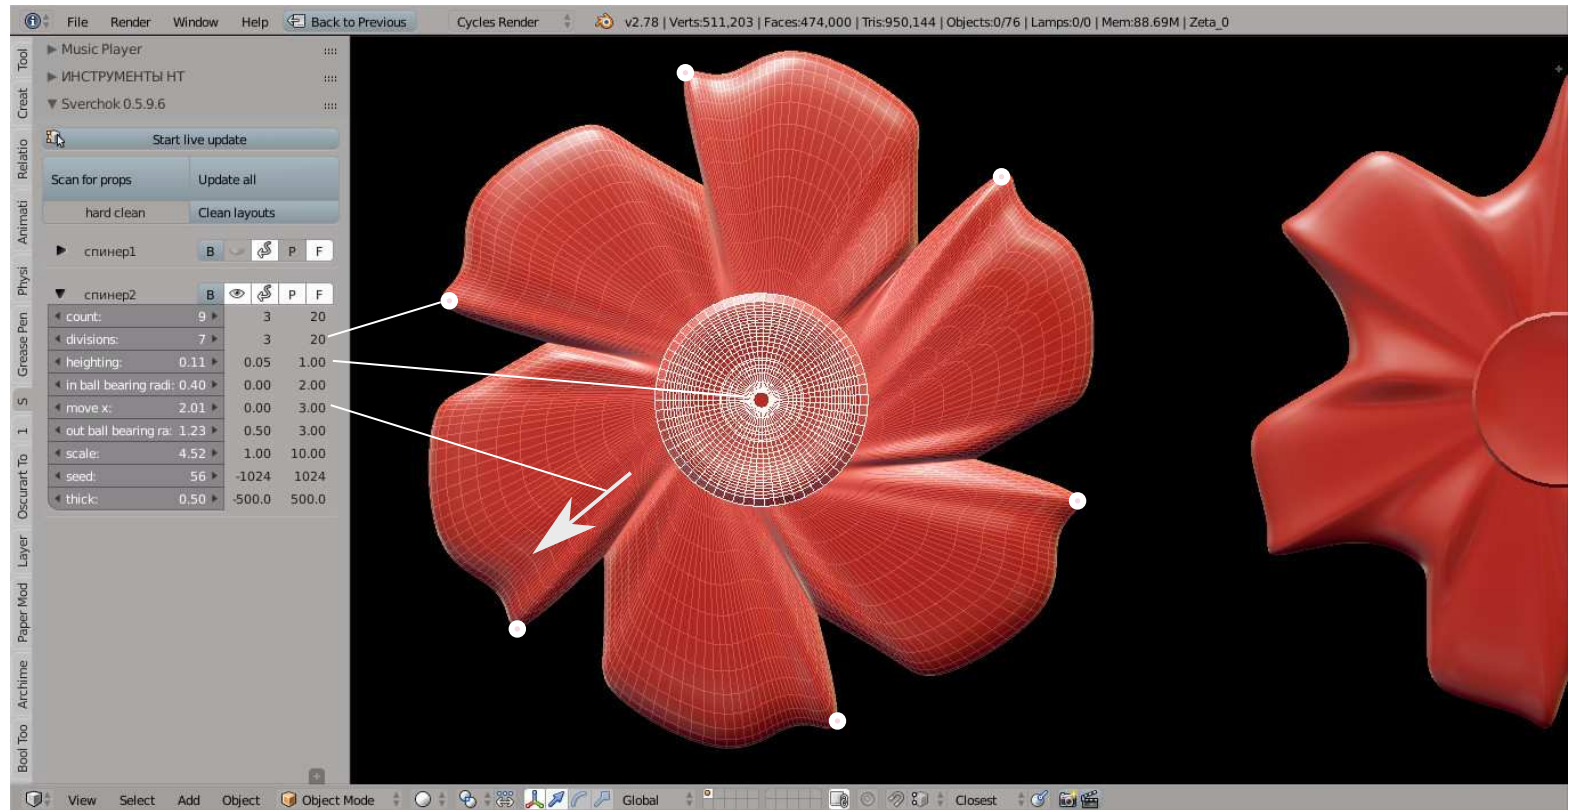 File Render Window Help Back to Previous Cycles Render v2.78 | Verts:511,203 | Faces:474,000 | Tris:950,144 | Objects:0/76 | Lamps:0/0 | Mem:88.69M | Zeta_0
Music Player
ИНСТРУМЕНТЫ НТ
Sverchok 0.5.9.6
Start live update
Scan for props Update all
hard clean Clean layouts
спинер1 B P F
спинер2 B P F
count: 9 3 20
divisions: 7 3 20
heighting: 0.11 0.05 1.00
in ball bearing radi: 0.40 0.00 2.00
move x: 2.01 0.00 3.00
out ball bearing ra: 1.23 0.50 3.00
scale: 4.52 1.00 10.00
seed: 56 -1024 1024
thick: 0.50 -500.0 500.0
Tool
Creat
Relatio
Animati
Physi
Grease Pen
S
1
Oscurart To
Layer
Paper Mod
Archime
Bool Too
View Select Add Object Object Mode Global Closest